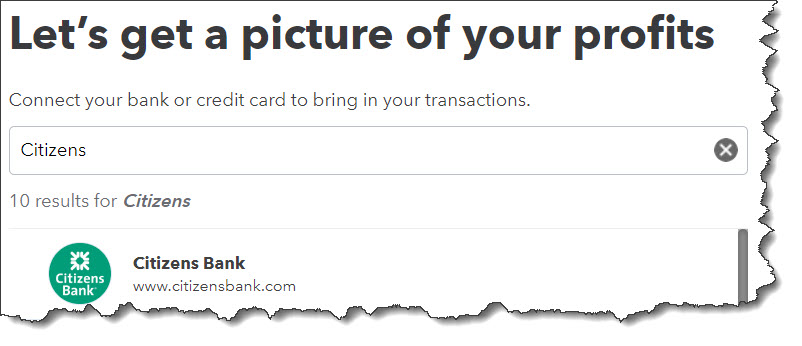 Let's get a picture of your profits
Connect your bank or credit card to bring in your transactions.
Citizens
10 results for Citizens
Citizens
Bank
Citizens Bank
www.citizensbank.com